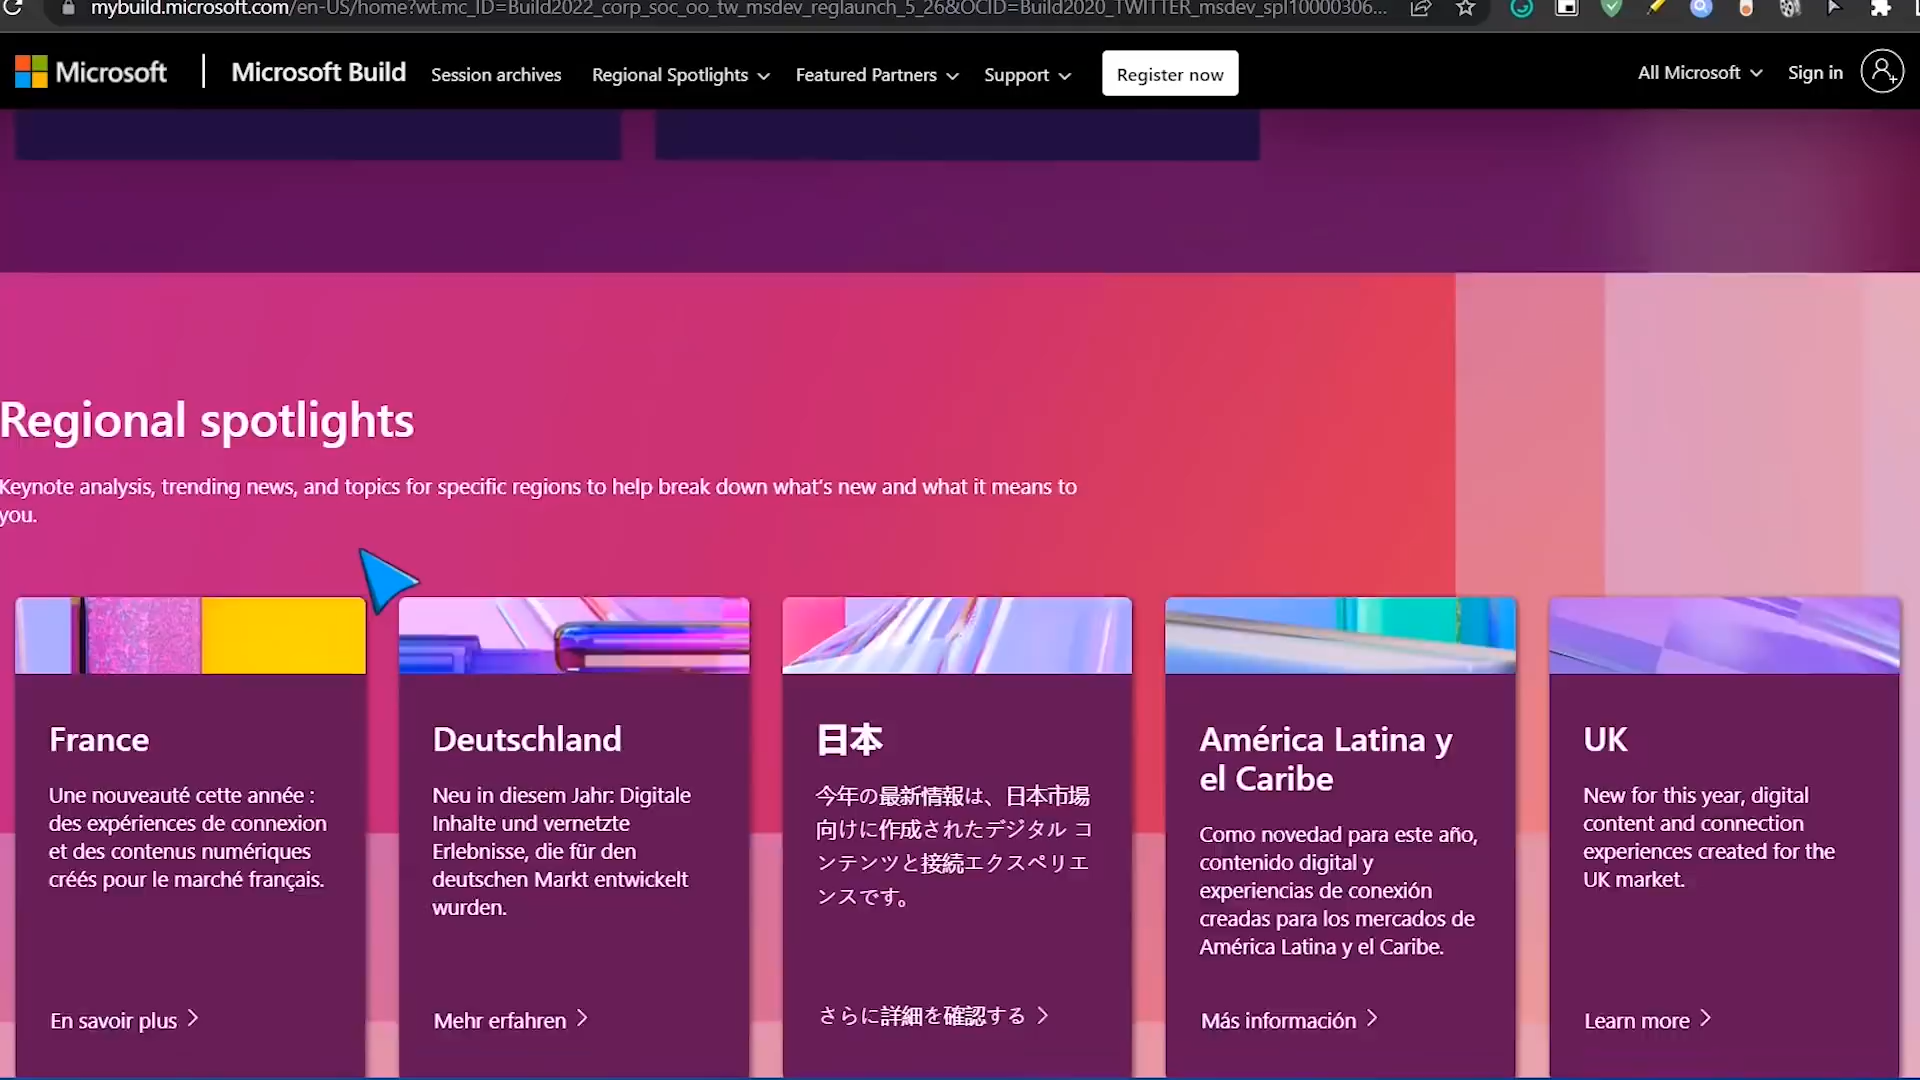 mybuild.microsoft.com/en-US/home?wt.mc_ID=Build2022_corp_soc_oo_tw_msdev_reglaunch_5_26&OCID=Build2020_TWITTER_msdev_spl10000306...
Microsoft
Microsoft Build
Session archives
Regional Spotlights
Featured Partners
Support
Register now
All Microsoft
Sign in
Regional spotlights
Keynote analysis, trending news, and topics for specific regions to help break down what's new and what it means to
you.
France
Une nouveauté cette année :
des expériences de connexion
et des contenus numériques
créés pour le marché français.
En savoir plus
Deutschland
Neu in diesem Jahr: Digitale
Inhalte und vernetzte
Erlebnisse, die für den
deutschen Markt entwickelt
wurden.
Mehr erfahren
日本
今年の最新情報は、日本市場
向けに作成されたデジタル コ
ンテンツと接続エクスペリエ
ンスです。
さらに詳細を確認する
América Latina y
el Caribe
Como novedad para este año,
contenido digital y
experiencias de conexión
creadas para los mercados de
América Latina y el Caribe.
Más información
UK
New for this year, digital
content and connection
experiences created for the
UK market.
Learn more